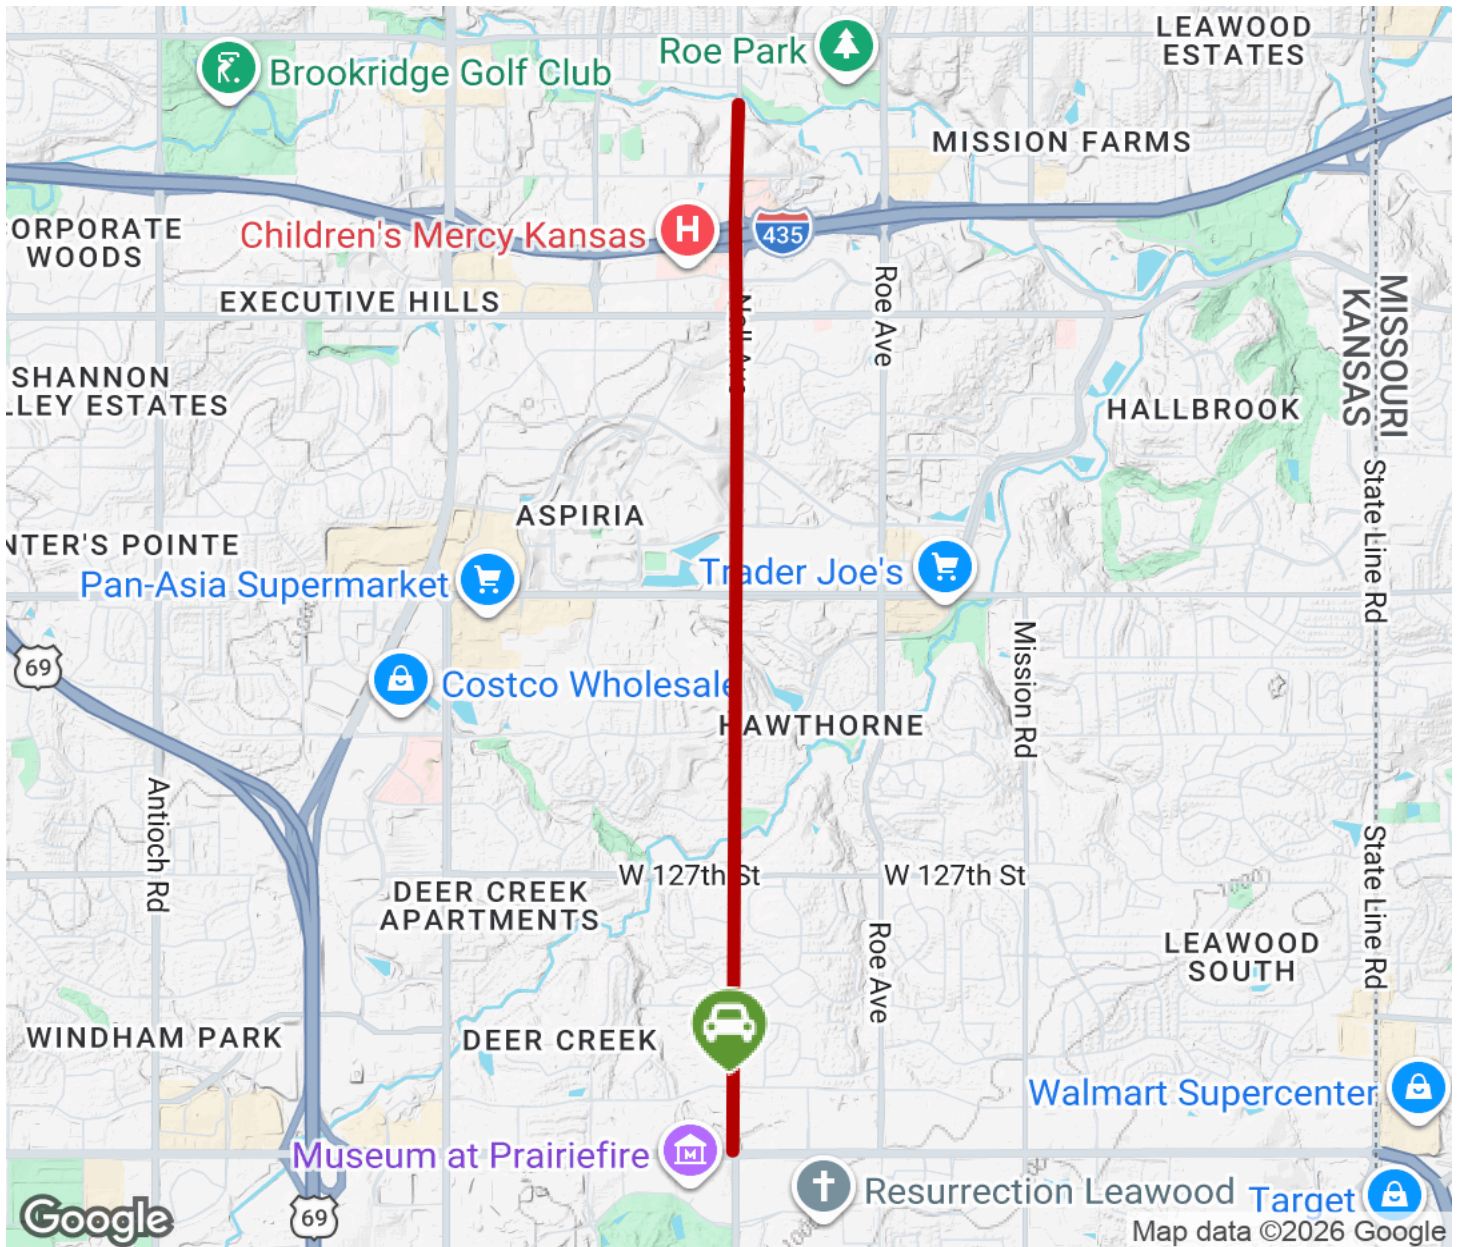 LEAWOOD
ESTATES
Roe Park
Brookridge Golf Club
MISSION FARMS
ORPORATE
WOODS
Children's Mercy Kansas
H
435
EXECUTIVE HILLS
Roe Ave
Nall Ave
MISSOURI
KANSAS
SHANNON
LLEY ESTATES
HALLBROOK
State Line Rd
ASPIRIA
NTER'S POINTE
Pan-Asia Supermarket
Trader Joe's
69
Mission Rd
Costco Wholesale
HAWTHORNE
Antioch Rd
W 127th St
W 127th St
DEER CREEK
APARTMENTS
State Line Rd
Roe Ave
LEAWOOD
SOUTH
WINDHAM PARK
DEER CREEK
Walmart Supercenter
Museum at Prairiefire
M
Resurrection Leawood
Target
69
Google
Map data ©2026 Google